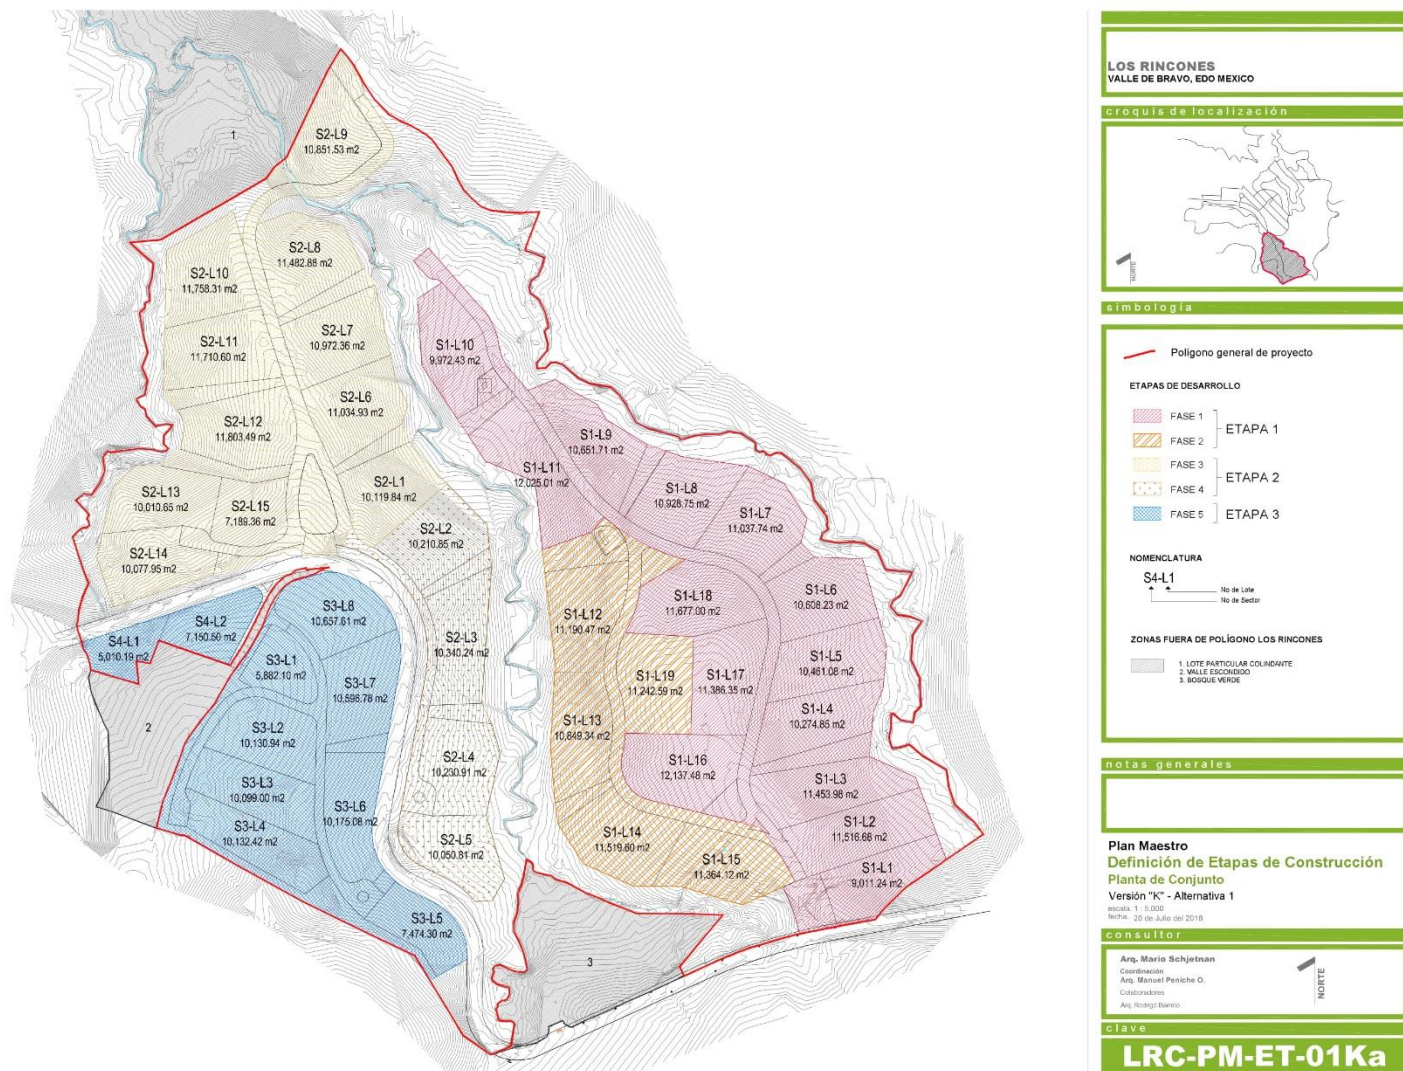 1
S2-L9
10,851.53 m2
S2-L8
11,482.88 m2
S2-L10
11,758.31 m2
S2-L7
10,972.36 m2
S2-L11
11,710.60 m2
S1-L10
9,972.43 m2
S2-L6
11,034.93 m2
S2-L12
11,803.49 m2
S1-L9
10,651.71 m2
S1-L11
12,025.01 m2
S2-L1
10,119.84 m2
S1-L8
10,928.75 m2
S2-L13
10,010.65 m2
S2-L15
7,189.36 m2
S1-L7
11,037.74 m2
S2-L2
10,210.85 m2
S2-L14
10,077.95 m2
S1-L6
10,608.23 m2
S1-L18
11,677.00 m2
S3-L8
10,657.61 m2
S1-L12
11,190.47 m2
S4-L2
7,150.50 m2
S4-L1
5,010.19 m2
S2-L3
10,340.24 m2
S1-L5
10,461.08 m2
S3-L1
5,882.10 m2
S1-L19
11,242.59 m2
S1-L17
11,386.35 m2
S3-L7
10,598.78 m2
S1-L4
10,274.85 m2
S1-L13
10,849.34 m2
2
S3-L2
10,130.94 m2
S2-L4
10,230.91 m2
S1-L16
12,137.48 m2
S3-L3
10,099.00 m2
S1-L3
11,453.98 m2
S3-L6
10,175.08 m2
S3-L4
10,132.42 m2
S2-L5
10,050.81 m2
S1-L14
11,519.60 m2
S1-L2
11,516.68 m2
S1-L15
11,364.12 m2
S1-L1
9,011.24 m2
S3-L5
7,474.30 m2
3
LOS RINCONES
VALLE DE BRAVO, EDO MEXICO
croquis de localización
NORTE
simbología
Polígono general de proyecto
ETAPAS DE DESARROLLO
FASE 1
FASE 2
ETAPA 1
FASE 3
FASE 4
ETAPA 2
FASE 5
ETAPA 3
NOMENCLATURA
S4-L1
No de Lote
No de Sector
ZONAS FUERA DE POLÍGONO LOS RINCONES
1. LOTE PARTICULAR COLINDANTE
2. VALLE ESCONDIDO
3. BOSQUE VERDE
notas generales
Plan Maestro
Definición de Etapas de Construcción
Planta de Conjunto
Versión "K" - Alternativa 1
escala: 1 : 5,000
fecha: 20 de Julio del 2018
consultor
Arq. Mario Schjetnan
Coordinación
Arq. Manuel Peniche O.
Colaboradores
Arq. Rodrigo
NORTE
clave
LRC-PM-ET-01Ka